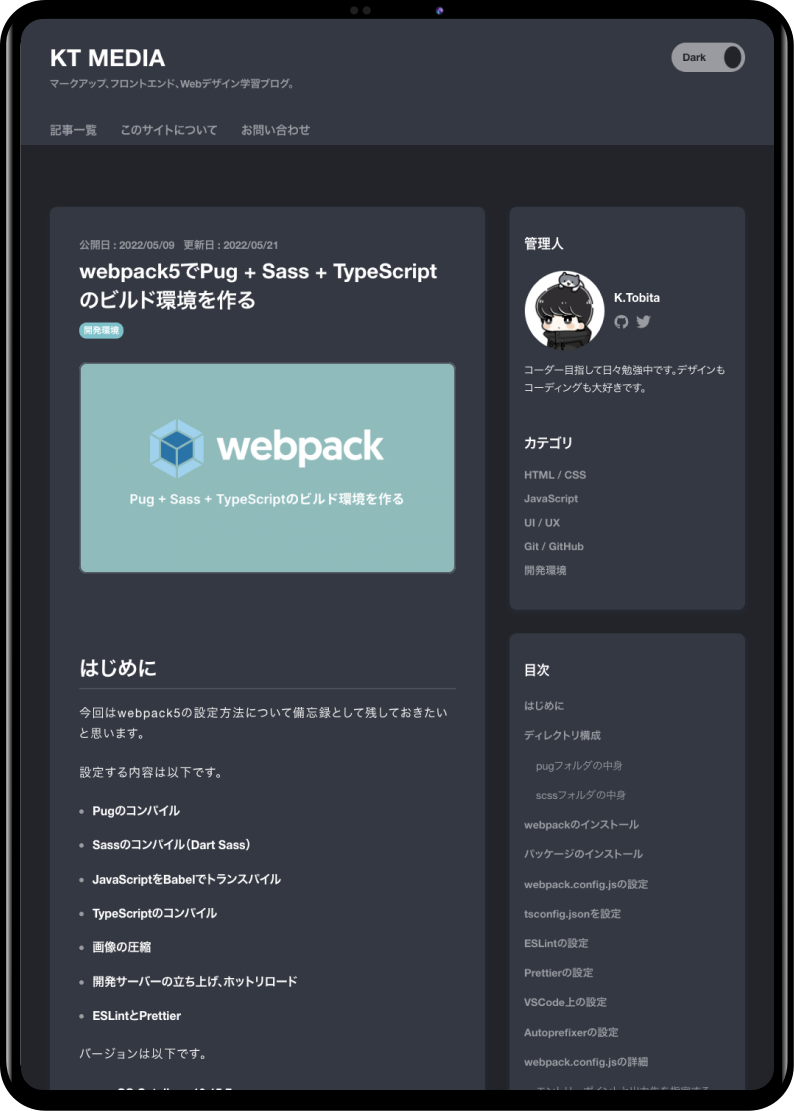 KT MEDIA
マークアップ、フロントエンド、Webデザイン学習ブログ。
Dark
記事一覧 このサイトについて お問い合わせ
公開日 : 2022/05/09 更新日 : 2022/05/21
webpack5でPug + Sass + TypeScript
のビルド環境を作る
開発環境
webpack
Pug + Sass + TypeScriptのビルド環境を作る
はじめに
今回はwebpack5の設定方法について備忘録として残しておきたい
と思います。
設定する内容は以下です。
Pugのコンパイル
Sassのコンパイル（Dart Sass）
JavaScriptをBabelでトランスパイル
TypeScriptのコンパイル
画像の圧縮
開発サーバーの立ち上げ、ホットリロード
ESLintとPrettier
バージョンは以下です。
管理人
K.Tobita
コーダー目指して日々勉強中です。デザインも
コーディングも大好きです。
カテゴリ
HTML / CSS
JavaScript
UI / UX
Git / GitHub
開発環境
目次
はじめに
ディレクトリ構成
pugフォルダの中身
scssフォルダの中身
webpackのインストール
パッケージのインストール
webpack.config.jsの設定
tsconfig.jsonを設定
ESLintの設定
Prettierの設定
VSCode上の設定
Autoprefixerの設定
webpack.config.jsの詳細